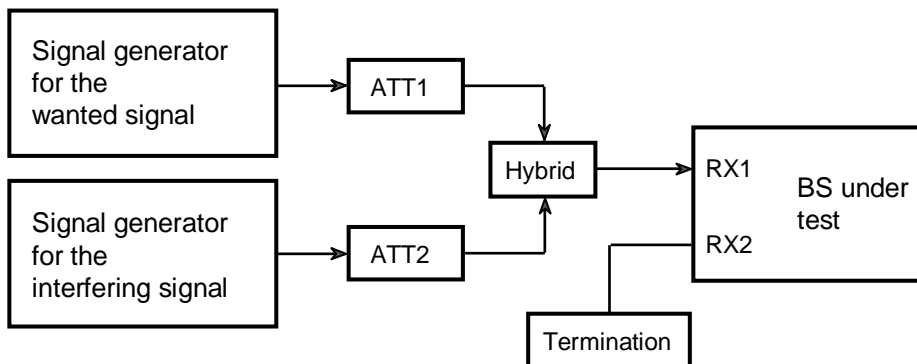 Signal generator
for the
wanted signal
ATT1
Hybrid
RX1
BS under
test
Signal generator
for the
interfering signal
ATT2
RX2
Termination